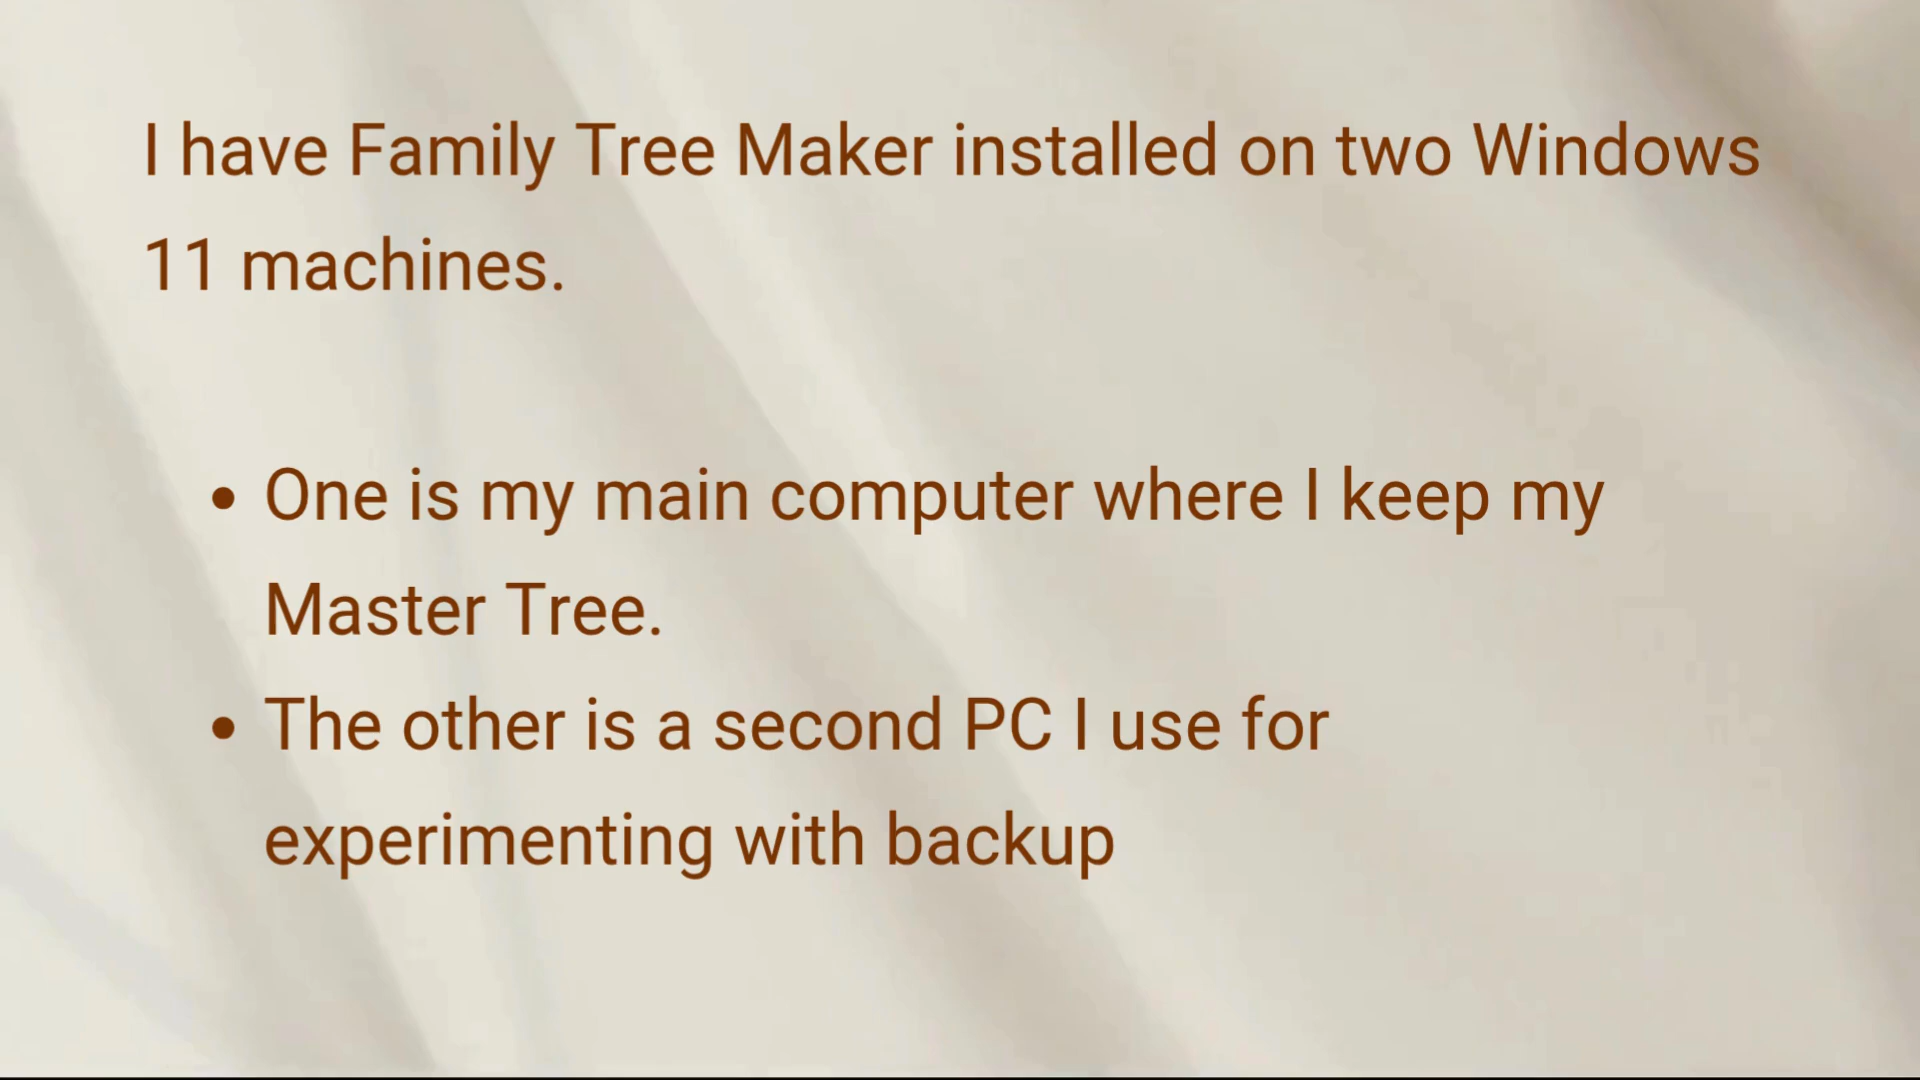 I have Family Tree Maker installed on two Windows
11 machines.
• One is my main computer where I keep my
Master Tree.
• The other is a second PC I use for
experimenting with backup